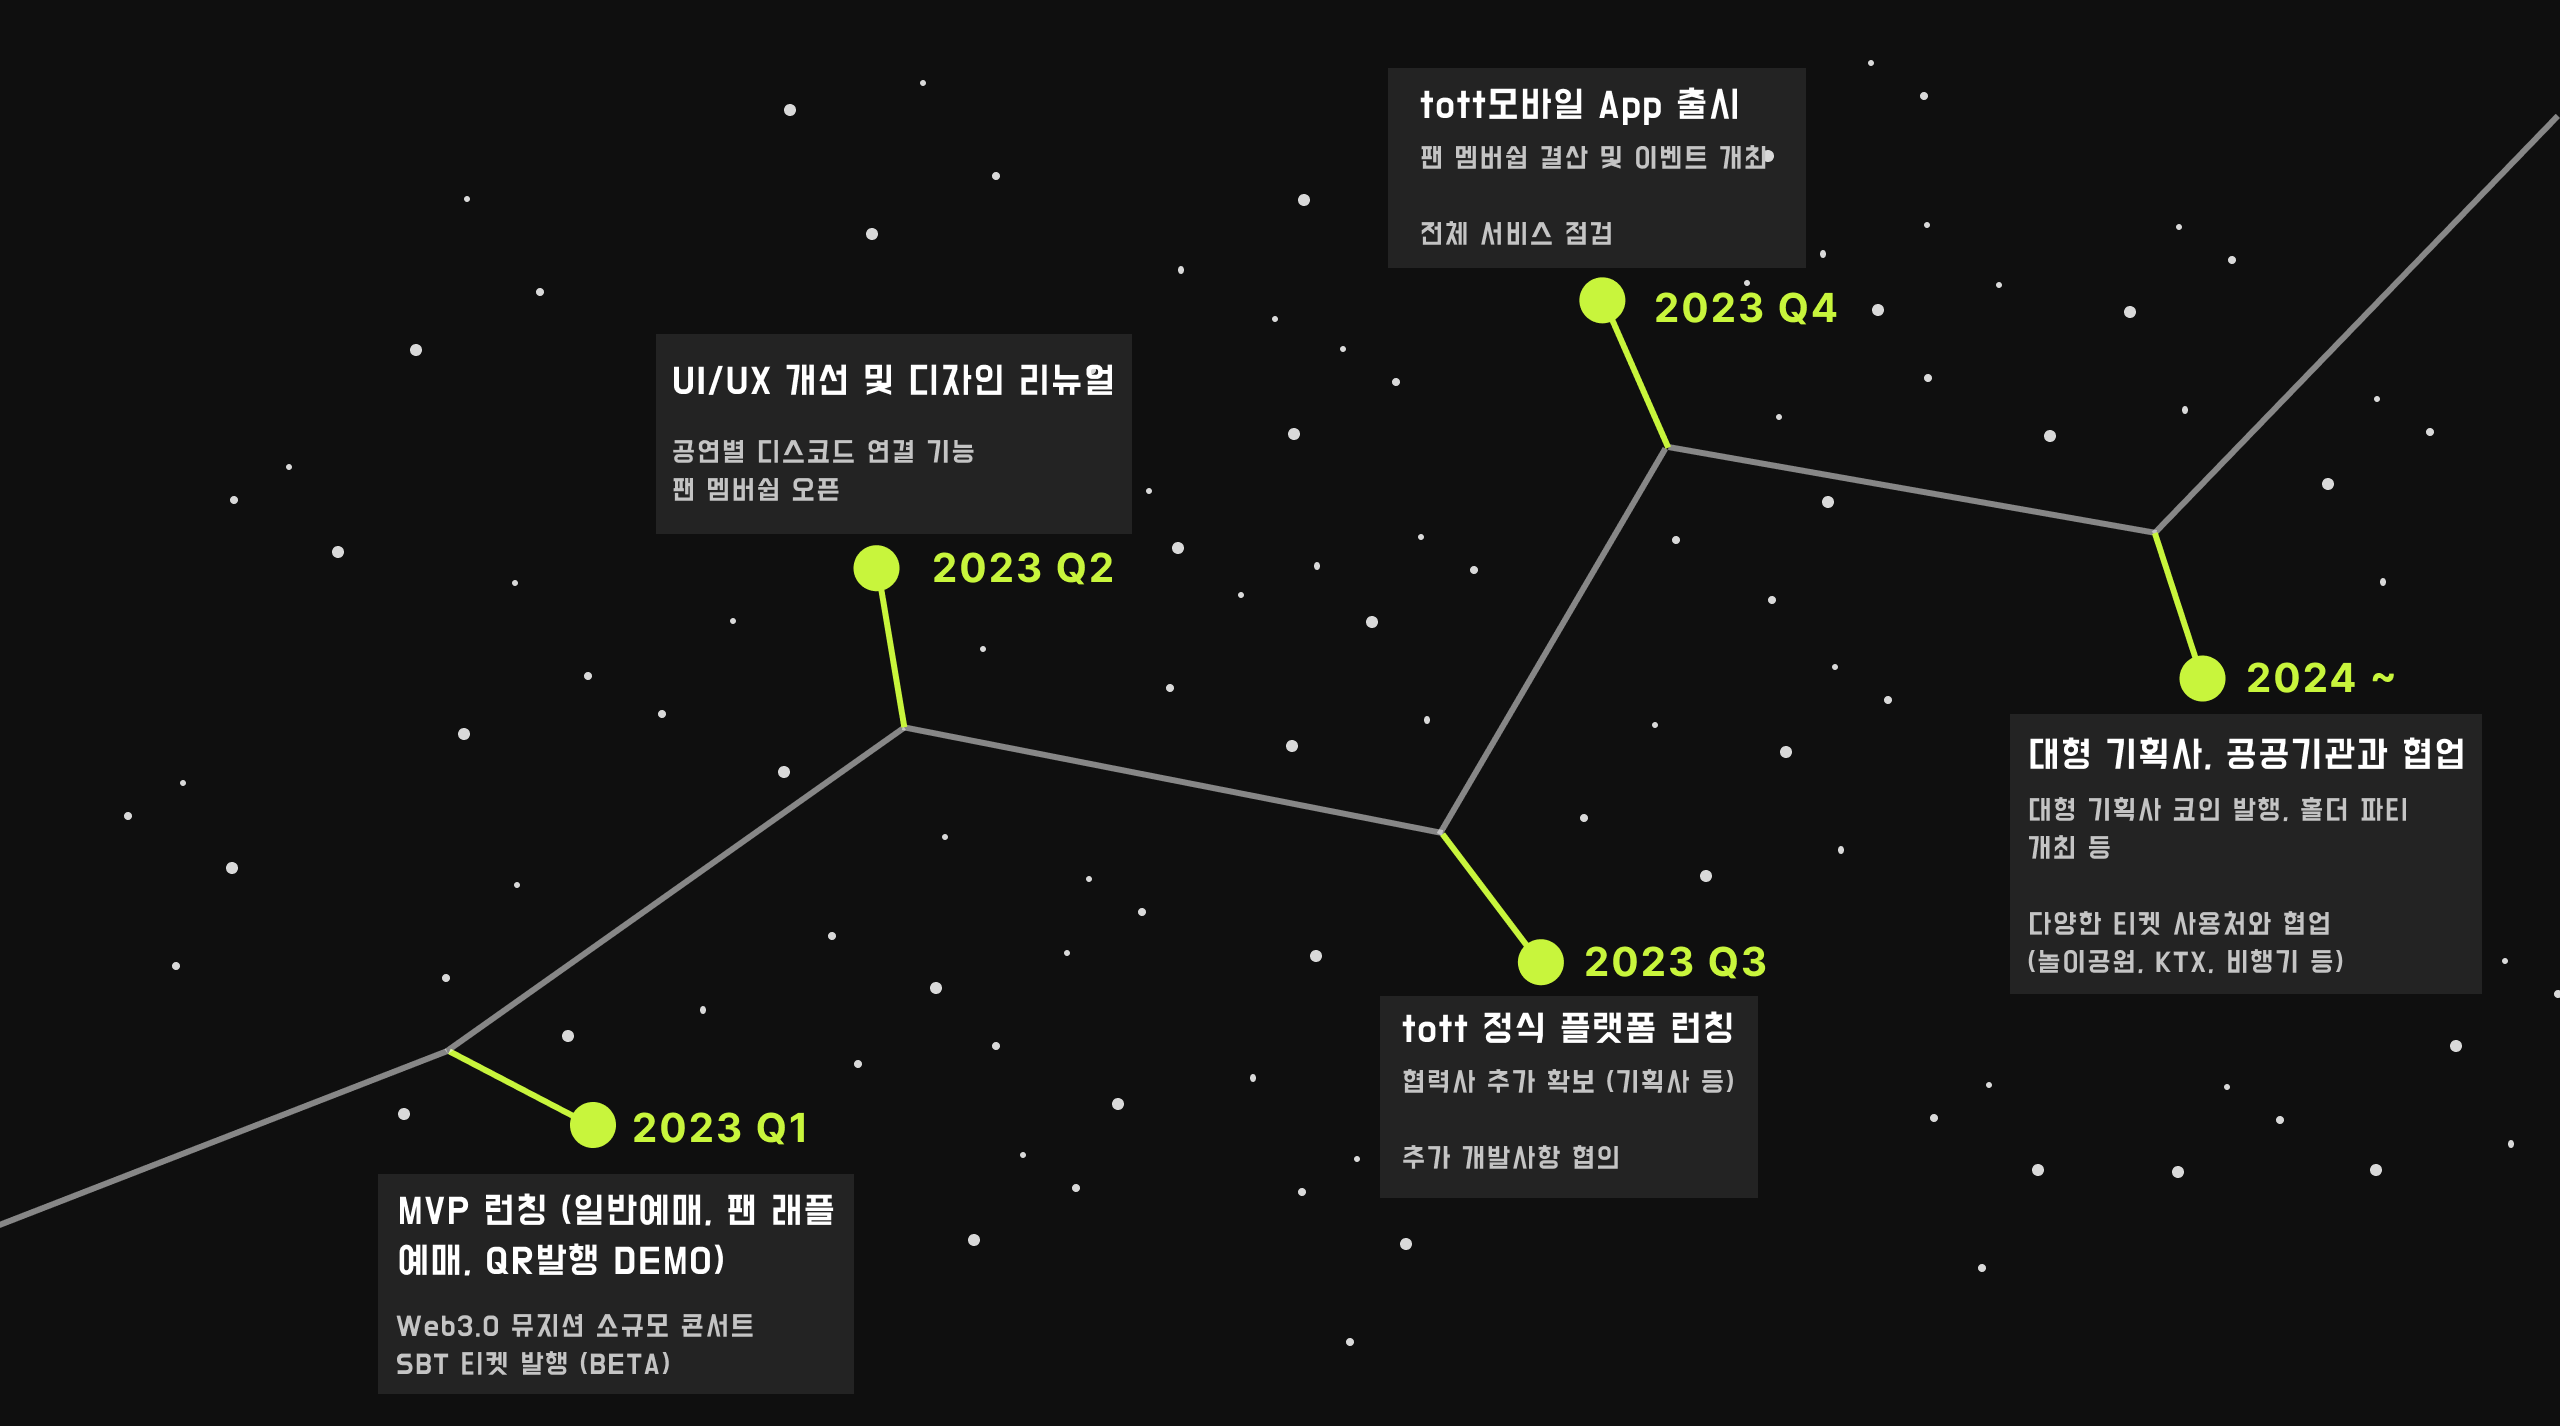 2023 Q1
MVP 런칭 (일반예매, 팬 래플
예매, QR발행 DEMO)
Web3.0 뮤지션 소규모 콘서트
SBT 티켓 발행 (BETA)
UI/UX 개선 및 디자인 리뉴얼
공연별 디스코드 연결 기능
팬 멤버쉽 오픈
2023 Q2
2023 Q3
tott 정식 플랫폼 런칭
협력사 추가 확보 (기획사 등)
추가 개발사항 협의
tott모바일 App 출시
팬 멤버쉽 결산 및 이벤트 개최
전체 서비스 점검
2023 Q4
2024 ~
대형 기획사, 공공기관과 협업
대형 기획사 코인 발행, 홀더 파티
개최 등
다양한 티켓 사용처와 협업
(놀이공원, KTX, 비행기 등)